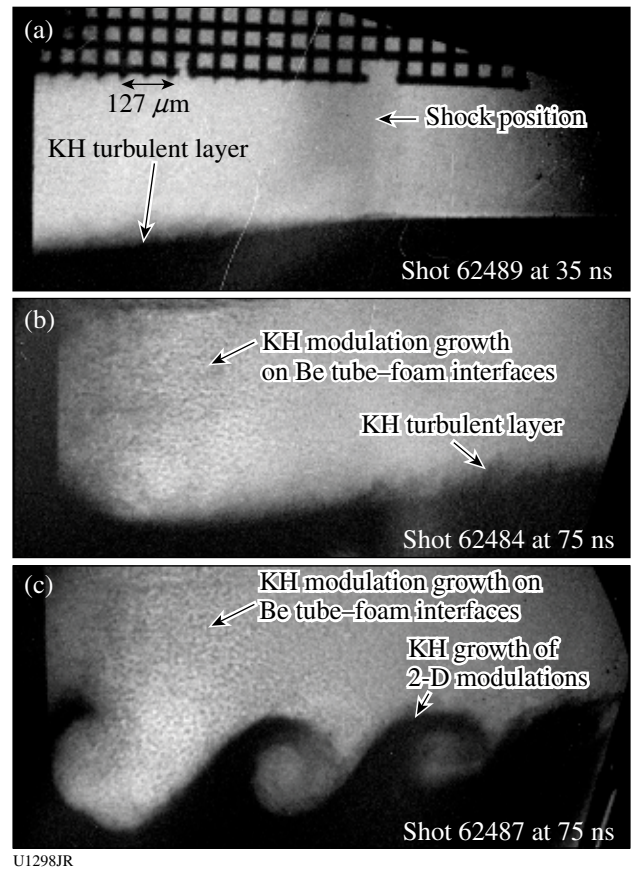 (a)
127 μm
Shock position
KH turbulent layer
Shot 62489 at 35 ns
(b)
KH modulation growth
on Be tube–foam interfaces
KH turbulent layer
Shot 62484 at 75 ns
(c)
KH modulation growth on
Be tube–foam interfaces
KH growth of
2-D modulations
Shot 62487 at 75 ns
U1298JR